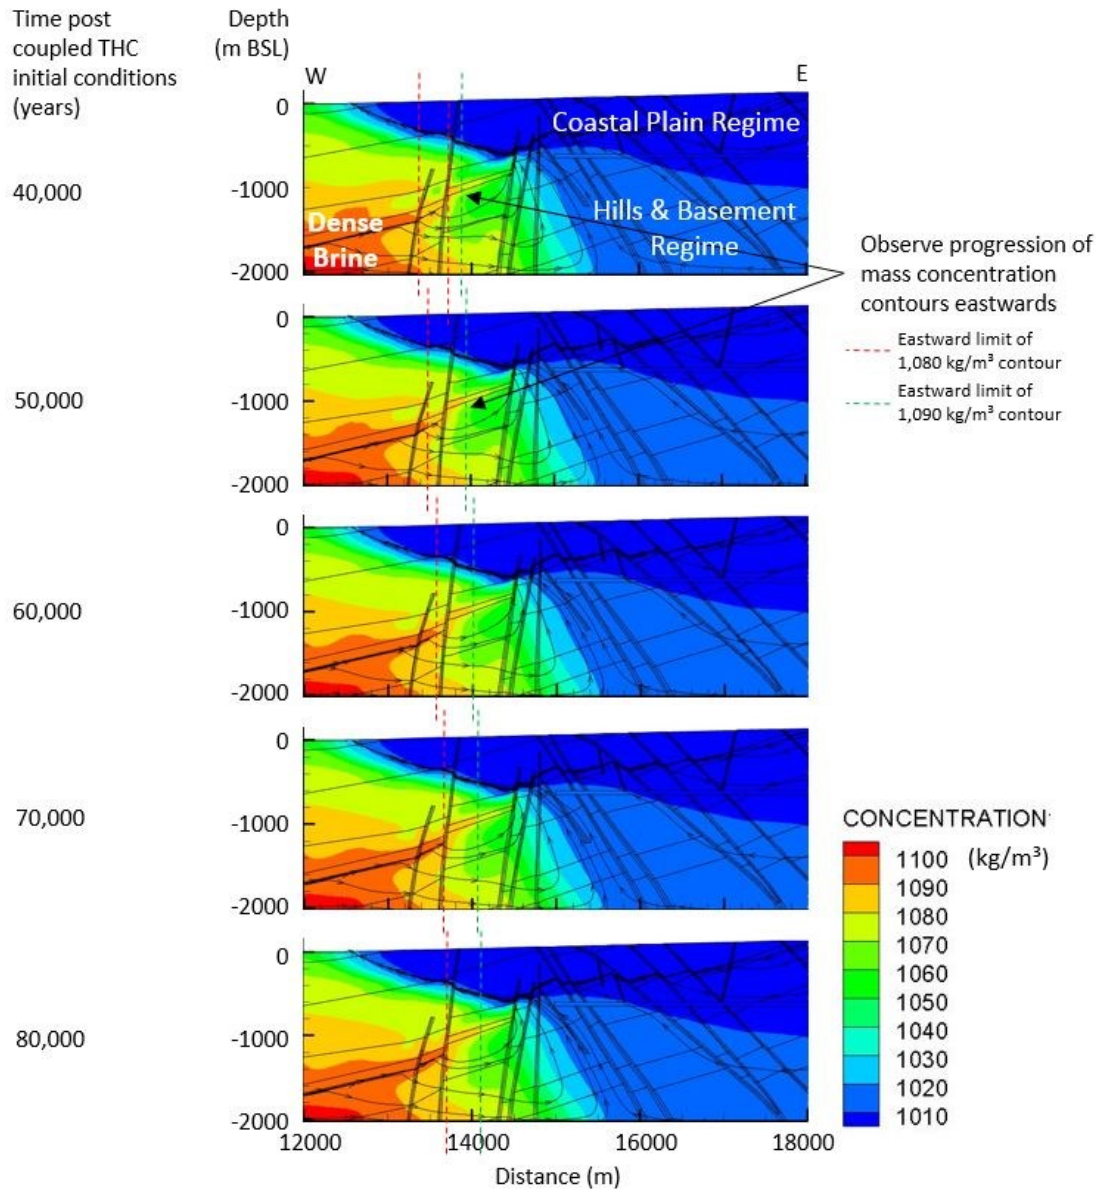 Time post
coupled THC
initial conditions
(years)
Depth
(m BSL)
W
E
40,000
0
-1000
-2000
Coastal Plain Regime
Dense
Brine
Hills & Basement
Regime
Observe progression of
mass concentration
contours eastwards
Eastward limit of
1,080 kg/m³ contour
Eastward limit of
1,090 kg/m³ contour
50,000
0
-1000
-2000
60,000
0
-1000
-2000
70,000
0
-1000
-2000
80,000
0
-1000
-2000
12000
14000
16000
18000
Distance (m)
CONCENTRATION
(kg/m³)
1100
1090
1080
1070
1060
1050
1040
1030
1020
1010